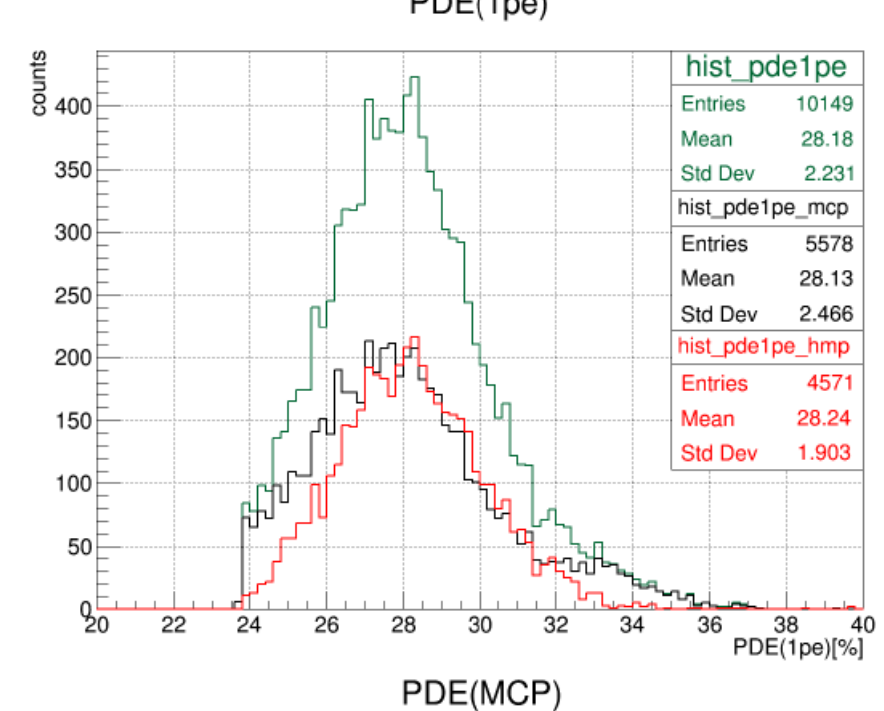 PDE(1pe)
counts
400
350
300
250
200
150
100
50
0
hist_pde1pe
Entries 10149
Mean 28.18
Std Dev 2.231
hist_pde1pe_mcp
Entries 5578
Mean 28.13
Std Dev 2.466
hist_pde1pe_hmp
Entries 4571
Mean 28.24
Std Dev 1.903
20 22 24 26 28 30 32 34 36 38 40
PDE(1pe)[%]
PDE(MCP)